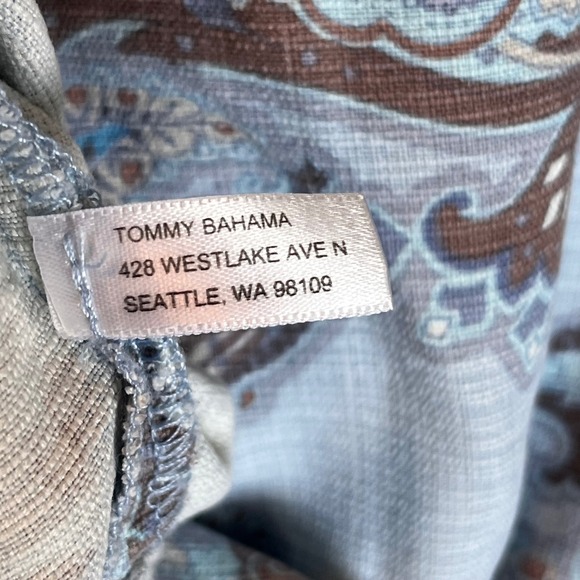 TOMMY BAHAMA
428 WESTLAKE AVE N
SEATTLE, WA 98109